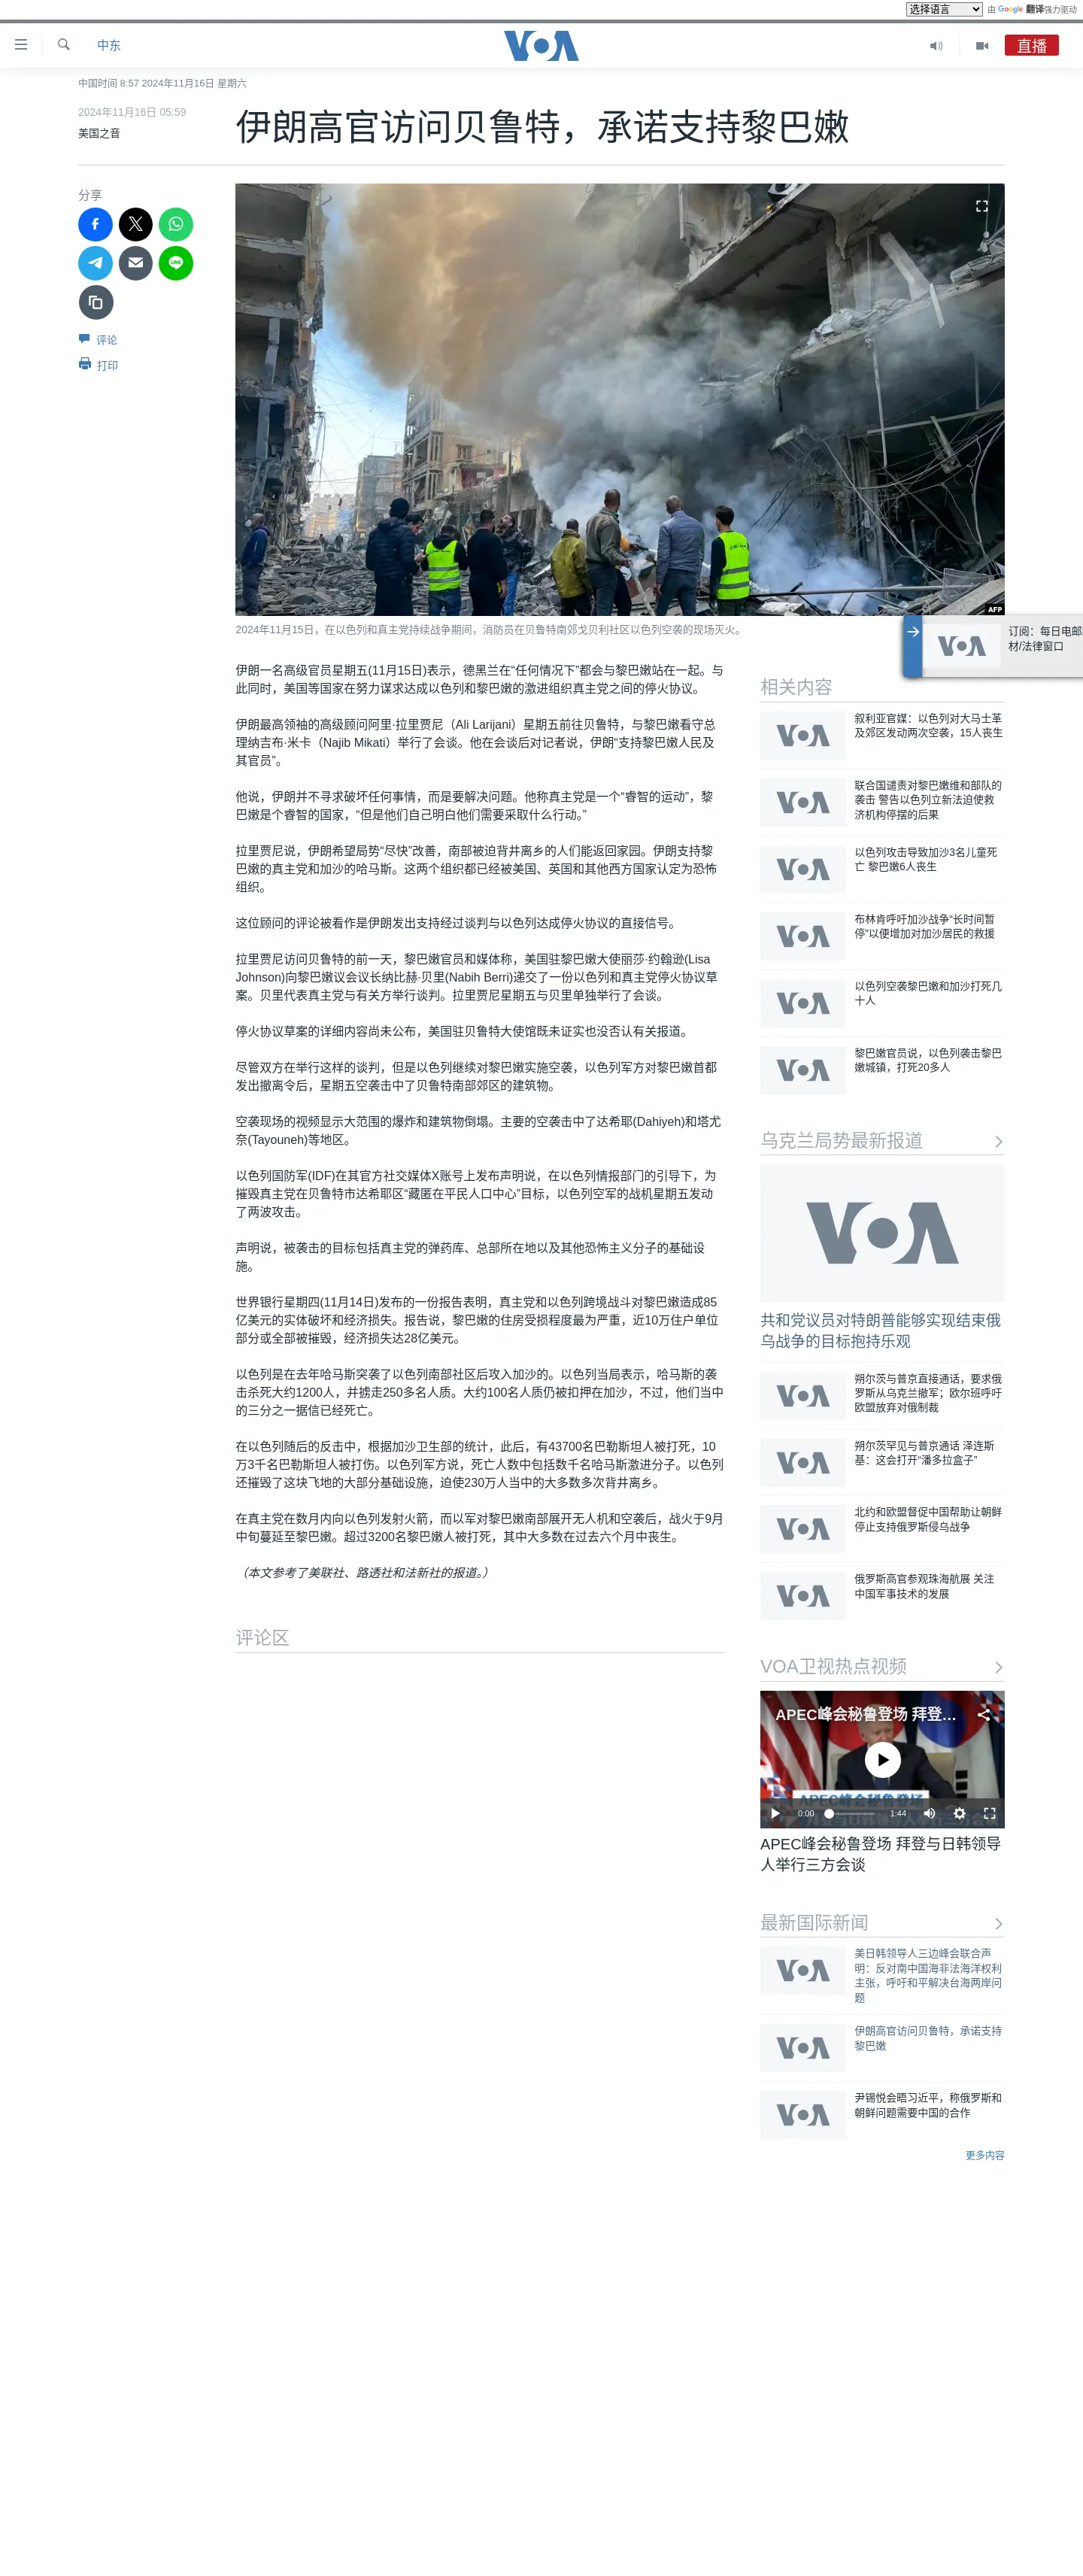 选择语言
由 Google 翻译强力驱动
中东
VOA
直播
中国时间 8:57 2024年11月16日 星期六
2024年11月16日 05:59
美国之音
伊朗高官访问贝鲁特，承诺支持黎巴嫩
分享
评论
打印
AFP
2024年11月15日，在以色列和真主党持续战争期间，消防员在贝鲁特南郊戈贝利社区以色列空袭的现场灭火。
伊朗一名高级官员星期五(11月15日)表示，德黑兰在“任何情况下”都会与黎巴嫩站在一起。与
此同时，美国等国家在努力谋求达成以色列和黎巴嫩的激进组织真主党之间的停火协议。
伊朗最高领袖的高级顾问阿里·拉里贾尼（Ali Larijani）星期五前往贝鲁特，与黎巴嫩看守总
理纳吉布·米卡（Najib Mikati）举行了会谈。他在会谈后对记者说，伊朗“支持黎巴嫩人民及
其官员”。
他说，伊朗并不寻求破坏任何事情，而是要解决问题。他称真主党是一个“睿智的运动”，黎
巴嫩是个睿智的国家，“但是他们自己明白他们需要采取什么行动。”
拉里贾尼说，伊朗希望局势“尽快”改善，南部被迫背井离乡的人们能返回家园。伊朗支持黎
巴嫩的真主党和加沙的哈马斯。这两个组织都已经被美国、英国和其他西方国家认定为恐怖
组织。
这位顾问的评论被看作是伊朗发出支持经过谈判与以色列达成停火协议的直接信号。
拉里贾尼访问贝鲁特的前一天，黎巴嫩官员和媒体称，美国驻黎巴嫩大使丽莎·约翰逊(Lisa
Johnson)向黎巴嫩议会议长纳比赫·贝里(Nabih Berri)递交了一份以色列和真主党停火协议草
案。贝里代表真主党与有关方举行谈判。拉里贾尼星期五与贝里单独举行了会谈。
停火协议草案的详细内容尚未公布，美国驻贝鲁特大使馆既未证实也没否认有关报道。
尽管双方在举行这样的谈判，但是以色列继续对黎巴嫩实施空袭，以色列军方对黎巴嫩首都
发出撤离令后，星期五空袭击中了贝鲁特南部郊区的建筑物。
空袭现场的视频显示大范围的爆炸和建筑物倒塌。主要的空袭击中了达希耶(Dahiyeh)和塔尤
奈(Tayouneh)等地区。
以色列国防军(IDF)在其官方社交媒体X账号上发布声明说，在以色列情报部门的引导下，为
摧毁真主党在贝鲁特市达希耶区“藏匿在平民人口中心”目标，以色列空军的战机星期五发动
了两波攻击。
声明说，被袭击的目标包括真主党的弹药库、总部所在地以及其他恐怖主义分子的基础设
施。
世界银行星期四(11月14日)发布的一份报告表明，真主党和以色列跨境战斗对黎巴嫩造成85
亿美元的实体破坏和经济损失。报告说，黎巴嫩的住房受损程度最为严重，近10万住户单位
部分或全部被摧毁，经济损失达28亿美元。
以色列是在去年哈马斯突袭了以色列南部社区后攻入加沙的。以色列当局表示，哈马斯的袭
击杀死大约1200人，并掳走250多名人质。大约100名人质仍被扣押在加沙，不过，他们当中
的三分之一据信已经死亡。
在以色列随后的反击中，根据加沙卫生部的统计，此后，有43700名巴勒斯坦人被打死，10
万3千名巴勒斯坦人被打伤。以色列军方说，死亡人数中包括数千名哈马斯激进分子。以色列
还摧毁了这块飞地的大部分基础设施，迫使230万人当中的大多数多次背井离乡。
在真主党在数月内向以色列发射火箭，而以军对黎巴嫩南部展开无人机和空袭后，战火于9月
中旬蔓延至黎巴嫩。超过3200名黎巴嫩人被打死，其中大多数在过去六个月中丧生。
（本文参考了美联社、路透社和法新社的报道。）
评论区
VOA
订阅：每日电邮
材/法律窗口
相关内容
VOA
叙利亚官媒：以色列对大马士革
及郊区发动两次空袭，15人丧生
VOA
联合国谴责对黎巴嫩维和部队的
袭击 警告以色列立新法迫使救
济机构停摆的后果
VOA
以色列攻击导致加沙3名儿童死
亡 黎巴嫩6人丧生
VOA
布林肯呼吁加沙战争“长时间暂
停”以便增加对加沙居民的救援
VOA
以色列空袭黎巴嫩和加沙打死几
十人
VOA
黎巴嫩官员说，以色列袭击黎巴
嫩城镇，打死20多人
乌克兰局势最新报道
VOA
共和党议员对特朗普能够实现结束俄
乌战争的目标抱持乐观
VOA
朔尔茨与普京直接通话，要求俄
罗斯从乌克兰撤军；欧尔班呼吁
欧盟放弃对俄制裁
VOA
朔尔茨罕见与普京通话 泽连斯
基：这会打开“潘多拉盒子”
VOA
北约和欧盟督促中国帮助让朝鲜
停止支持俄罗斯侵乌战争
VOA
俄罗斯高官参观珠海航展 关注
中国军事技术的发展
VOA卫视热点视频
APEC峰会秘鲁登场 拜登…
APEC峰会秘鲁登场
0:00
1:44
APEC峰会秘鲁登场 拜登与日韩领导
人举行三方会谈
最新国际新闻
VOA
美日韩领导人三边峰会联合声
明：反对南中国海非法海洋权利
主张，呼吁和平解决台海两岸问
题
VOA
伊朗高官访问贝鲁特，承诺支持
黎巴嫩
VOA
尹锡悦会晤习近平，称俄罗斯和
朝鲜问题需要中国的合作
更多内容